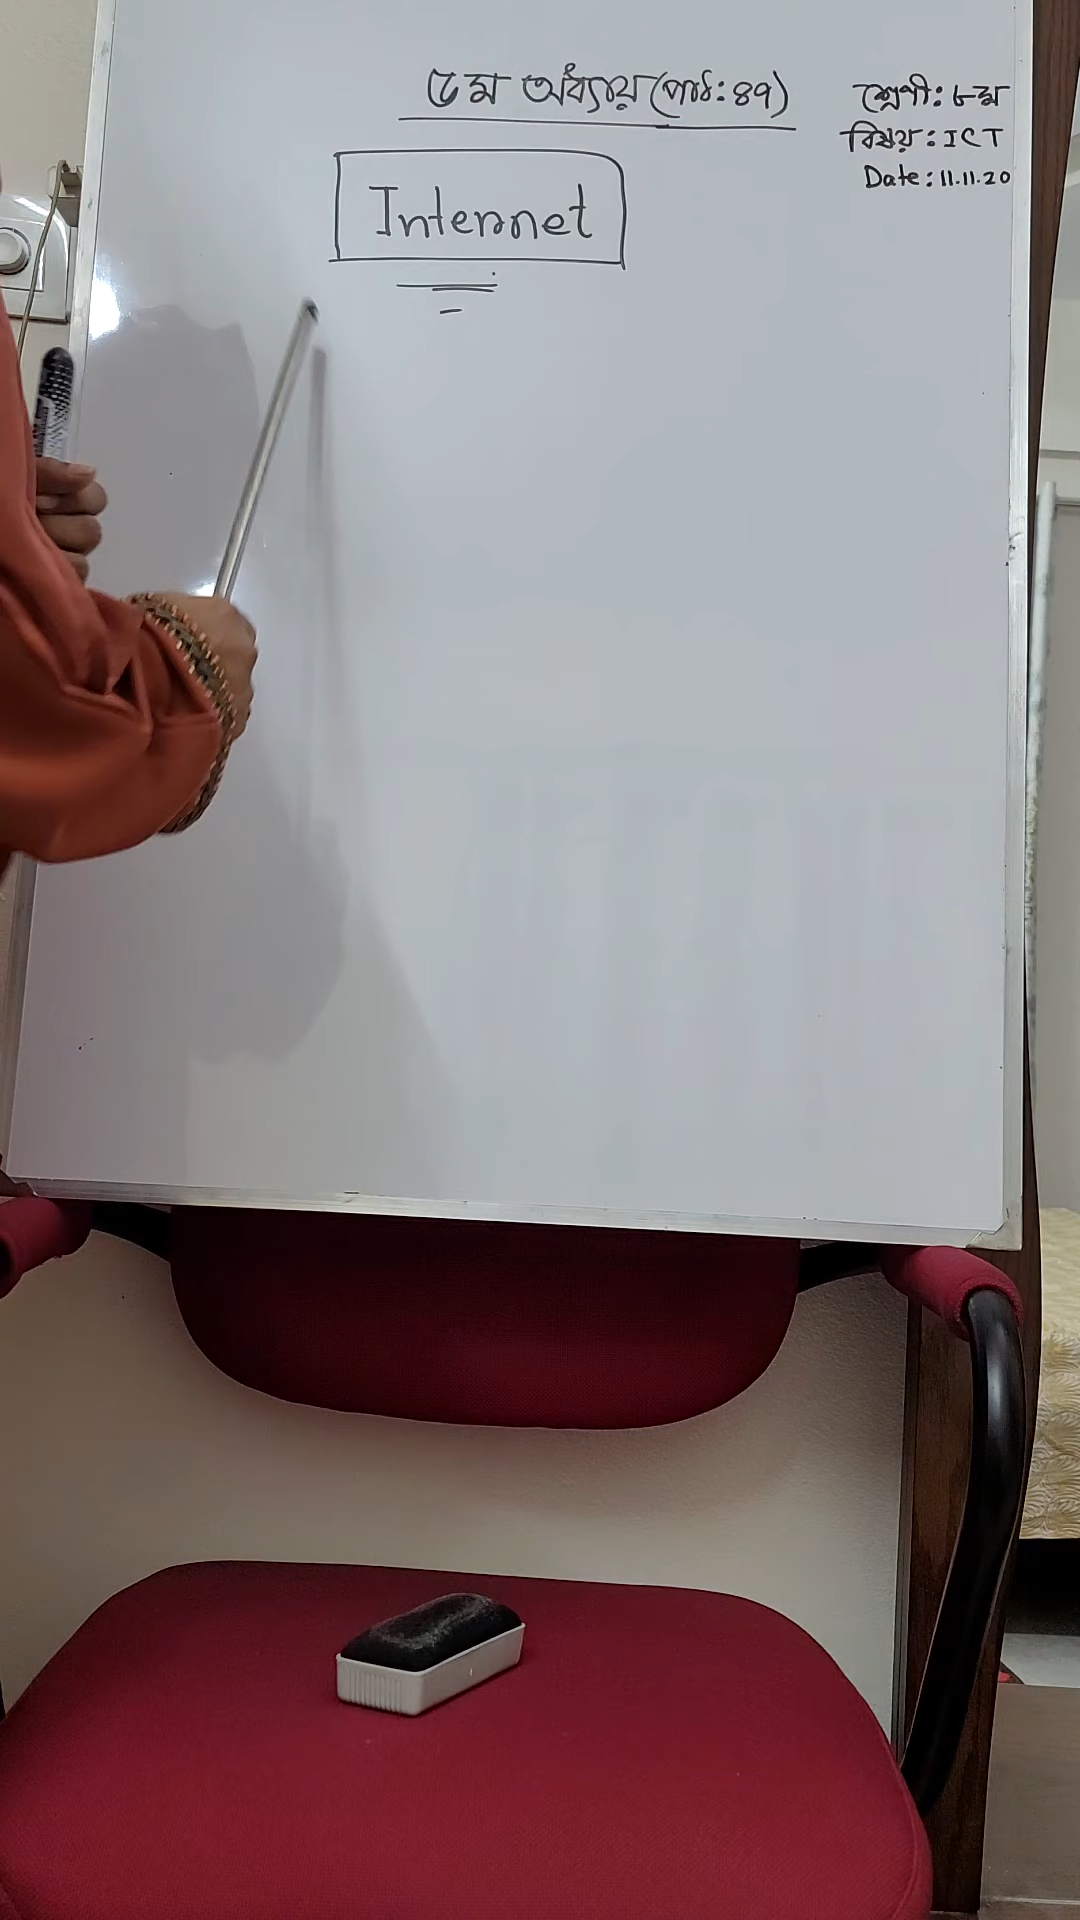 ৫ম অধ্যায় (পাঠ: ৪৭)
শ্রেণী: ৮ম
বিষয়: ICT
Date: 11.11.20
Internet